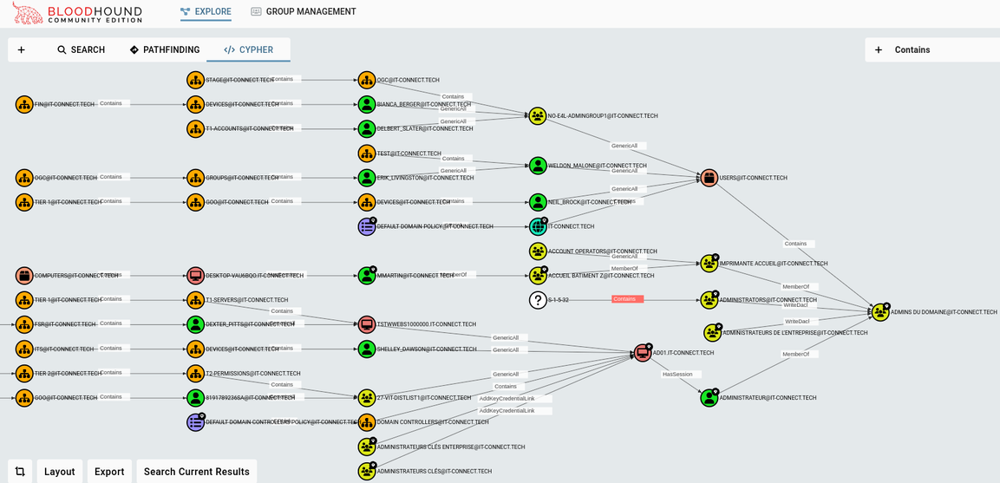 BLOODHOUND
COMMUNITY EDITION
EXPLORE
GROUP MANAGEMENT
SEARCH
PATHFINDING
CYPHER
Contains
STAGE@IT-CONNECT.TECH Contains OGC@IT-CONNECT.TECH
Contains
FIN@IT-CONNECT.TECH Contains DEVICES@IT-CONNECT.TECH Contains BIANCA_BERGER@IT-CONNECT.TECH
GenericAll
NO-E4L-ADMINGROUP1@IT-CONNECT.TECH
GenericAll
T1-ACCOUNTS@IT-CONNECT.TECH DELBERT_SLATER@IT-CONNECT.TECH
GenericAll
TEST@IT-CONNECT.TECH
Contains
WELDON_MALONE@IT-CONNECT.TECH
GenericAll
GenericAll
OGC@IT-CONNECT.TECH Contains GROUPS@IT-CONNECT.TECH Contains ERIK_LIVINGSTON@IT-CONNECT.TECH
USERS@IT-CONNECT.TECH
GenericAll
TIER 1@IT-CONNECT.TECH Contains GOO@IT-CONNECT.TECH Contains DEVICES@IT-CONNECT.TECH Contains NEIL_BROCK@IT-CONNECT.TECH Contains
DEFAULT DOMAIN POLICY@IT-CONNECT.TECH IT-CONNECT.TECH
Contains
ACCOUNT OPERATORS@IT-CONNECT.TECH
GenericAll
IMPRIMANTE ACCUEIL@IT-CONNECT.TECH
MemberOf
COMPUTERS@IT-CONNECT.TECH Contains DESKTOP-VAU6BQO.IT-CONNECT.TECH MMARTIN@IT-CONNECT.TECH MemberOf ACCUEIL BATIMENT Z@IT-CONNECT.TECH
MemberOf
TIER 1@IT-CONNECT.TECH Contains T1-SERVERS@IT-CONNECT.TECH S-1-5-32 Contains ADMINISTRATORS@IT-CONNECT.TECH
WriteDacl
Contains
ADMINS DU DOMAINE@IT-CONNECT.TECH
WriteDacl
FSR@IT-CONNECT.TECH Contains DEXTER_PITTS@IT-CONNECT.TECH TSTWWEBS1000000.IT-CONNECT.TECH
ADMINISTRATEURS DE L'ENTREPRISE@IT-CONNECT.TECH
GenericAll
ITS@IT-CONNECT.TECH Contains DEVICES@IT-CONNECT.TECH Contains SHELLEY_DAWSON@IT-CONNECT.TECH GenericAll AD01.IT-CONNECT.TECH
MemberOf
TIER 2@IT-CONNECT.TECH Contains T2-PERMISSIONS@IT-CONNECT.TECH GenericAll HasSession
Contains
Contains
GOO@IT-CONNECT.TECH Contains 8191789236SA@IT-CONNECT.TECH 27-VIT-DISTLIST1@IT-CONNECT.TECH AddKeyCredentialLink ADMINISTRATEUR@IT-CONNECT.TECH
AddKeyCredentialLink
DEFAULT DOMAIN CONTROLLERS POLICY@IT-CONNECT.TECH DOMAIN CONTROLLERS@IT-CONNECT.TECH
ADMINISTRATEURS CLÉS ENTERPRISE@IT-CONNECT.TECH
ADMINISTRATEURS CLÉS@IT-CONNECT.TECH
Layout
Export
Search Current Results